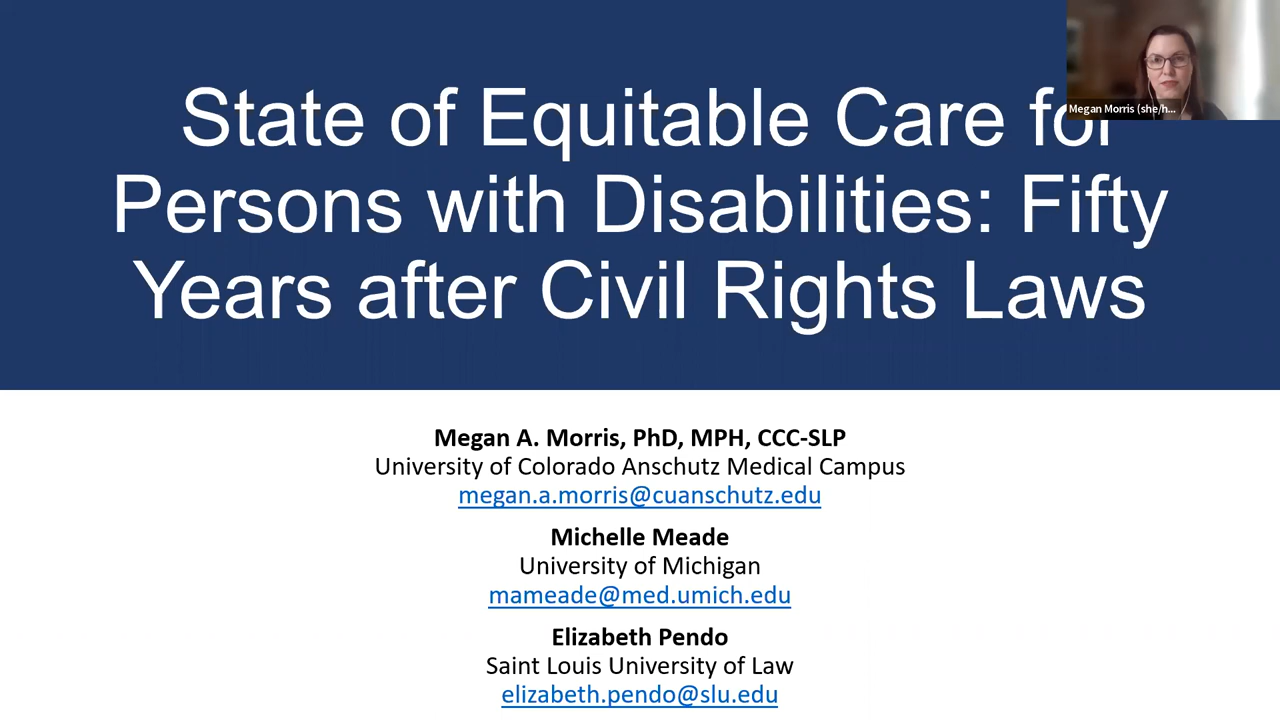 State of Equitable Care for
Persons with Disabilities: Fifty
Years after Civil Rights Laws
Megan Morris (she/h...
Megan A. Morris, PhD, MPH, CCC-SLP
University of Colorado Anschutz Medical Campus
megan.a.morris@cuanschutz.edu
Michelle Meade
University of Michigan
mameade@med.umich.edu
Elizabeth Pendo
Saint Louis University of Law
elizabeth.pendo@slu.edu